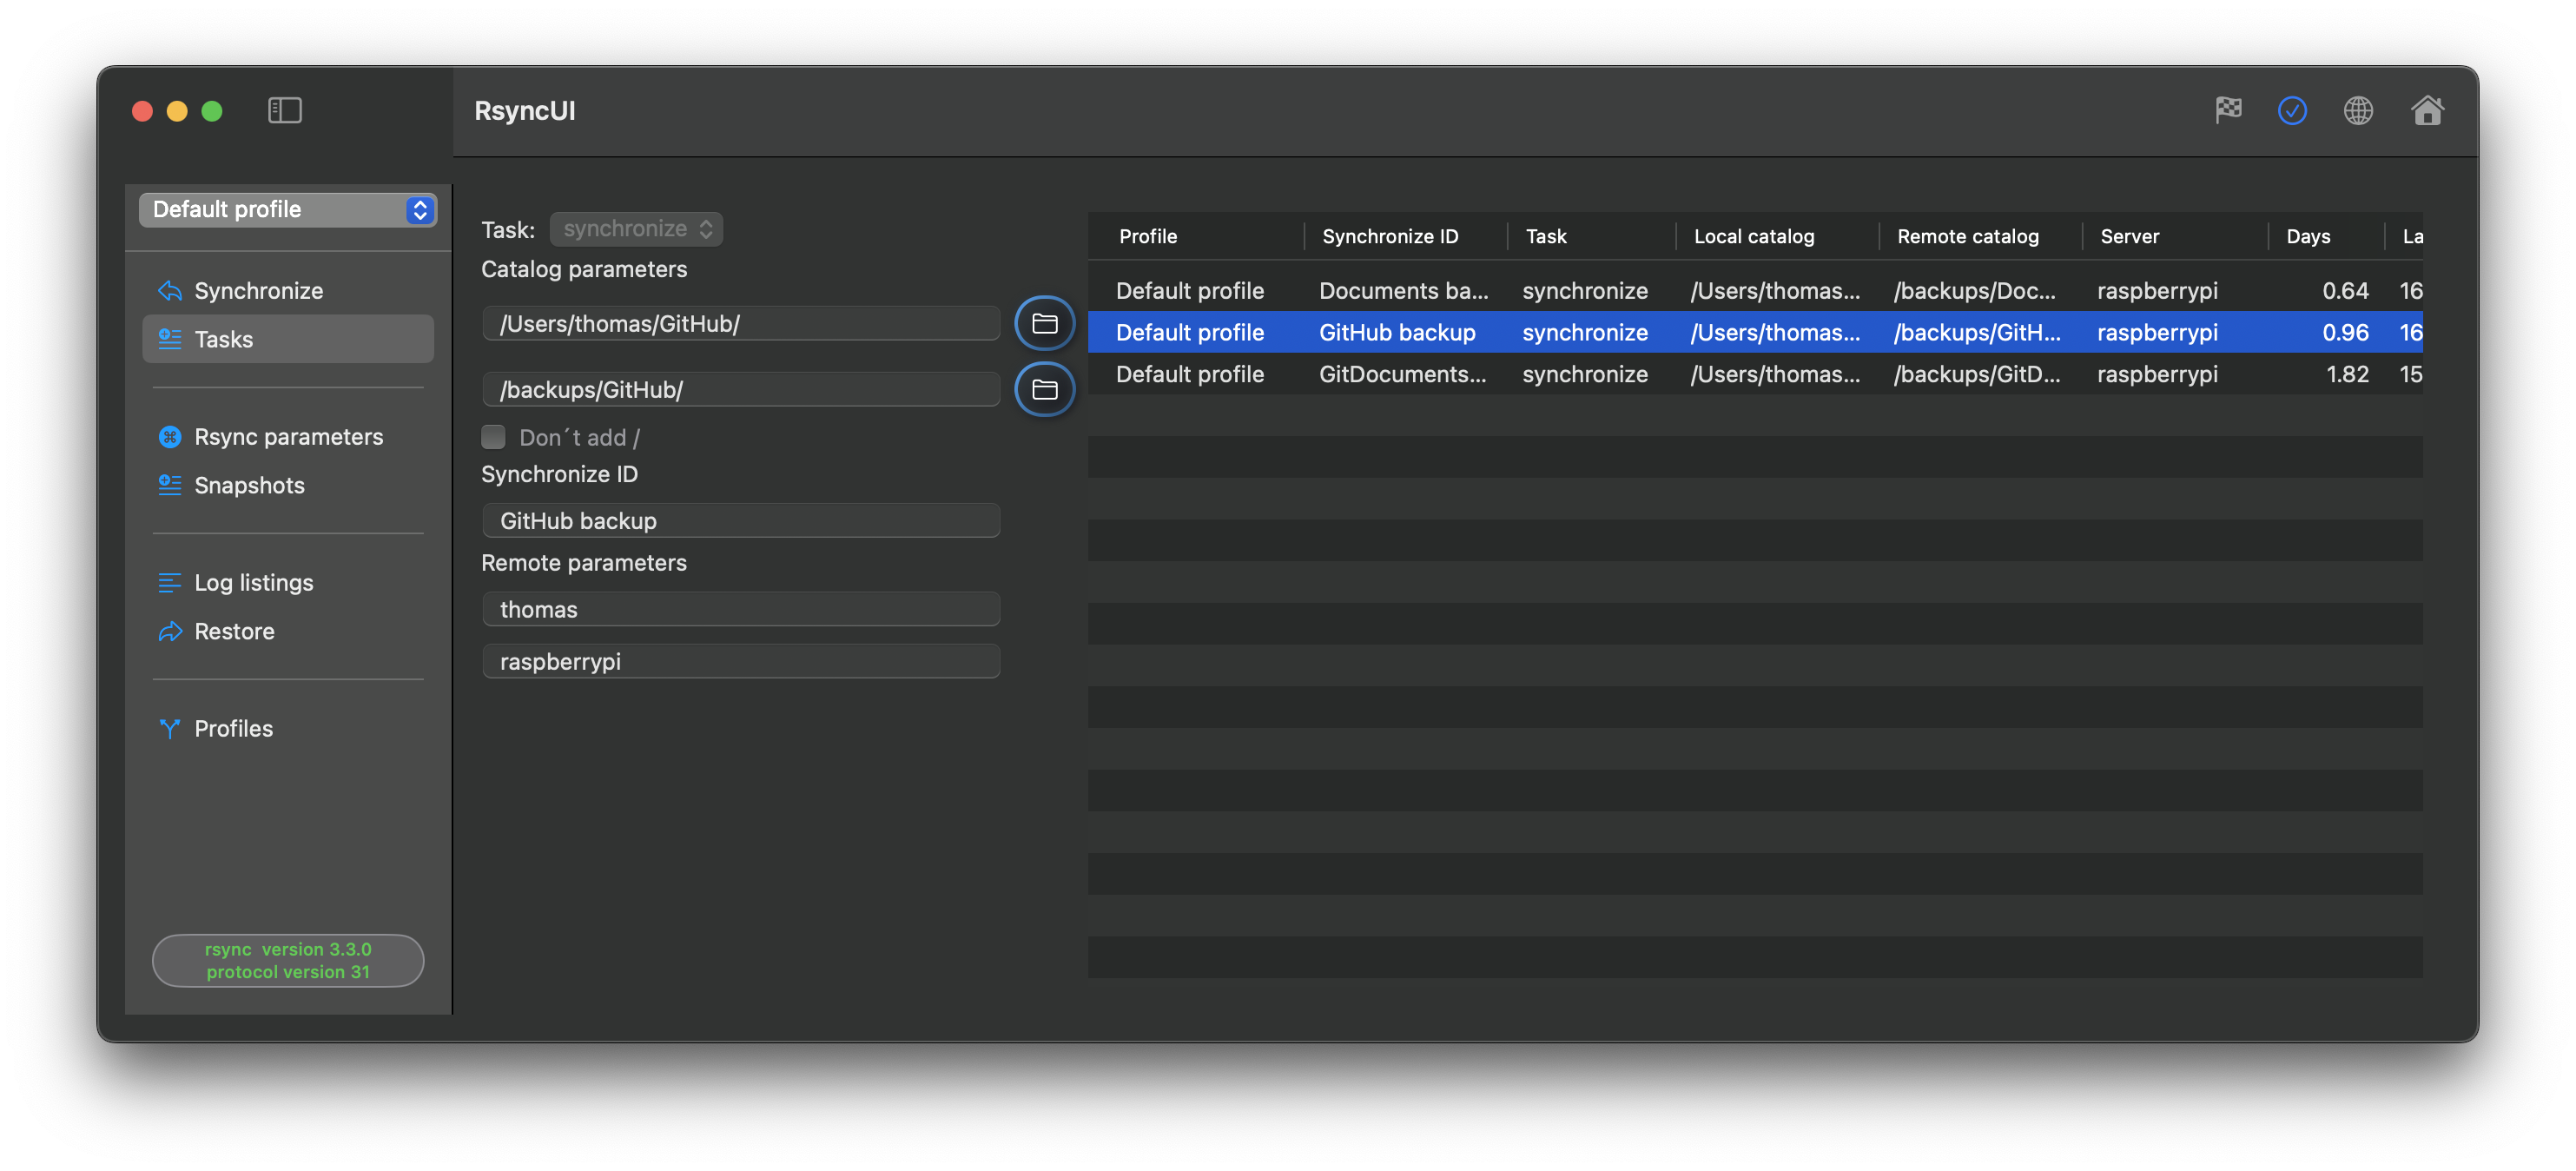 RsyncUI
Default profile
Synchronize
Tasks
Rsync parameters
Snapshots
Log listings
Restore
Profiles
rsync  version 3.3.0
protocol version 31
Task: synchronize
Catalog parameters
/Users/thomas/GitHub/
/backups/GitHub/
Don´t add /
Synchronize ID
GitHub backup
Remote parameters
thomas
raspberrypi
Profile Synchronize ID Task Local catalog Remote catalog Server Days La
Default profile Documents ba... synchronize /Users/thomas... /backups/Doc... raspberrypi 0.64 16
Default profile GitHub backup synchronize /Users/thomas... /backups/GitH... raspberrypi 0.96 16
Default profile GitDocuments... synchronize /Users/thomas... /backups/GitD... raspberrypi 1.82 15